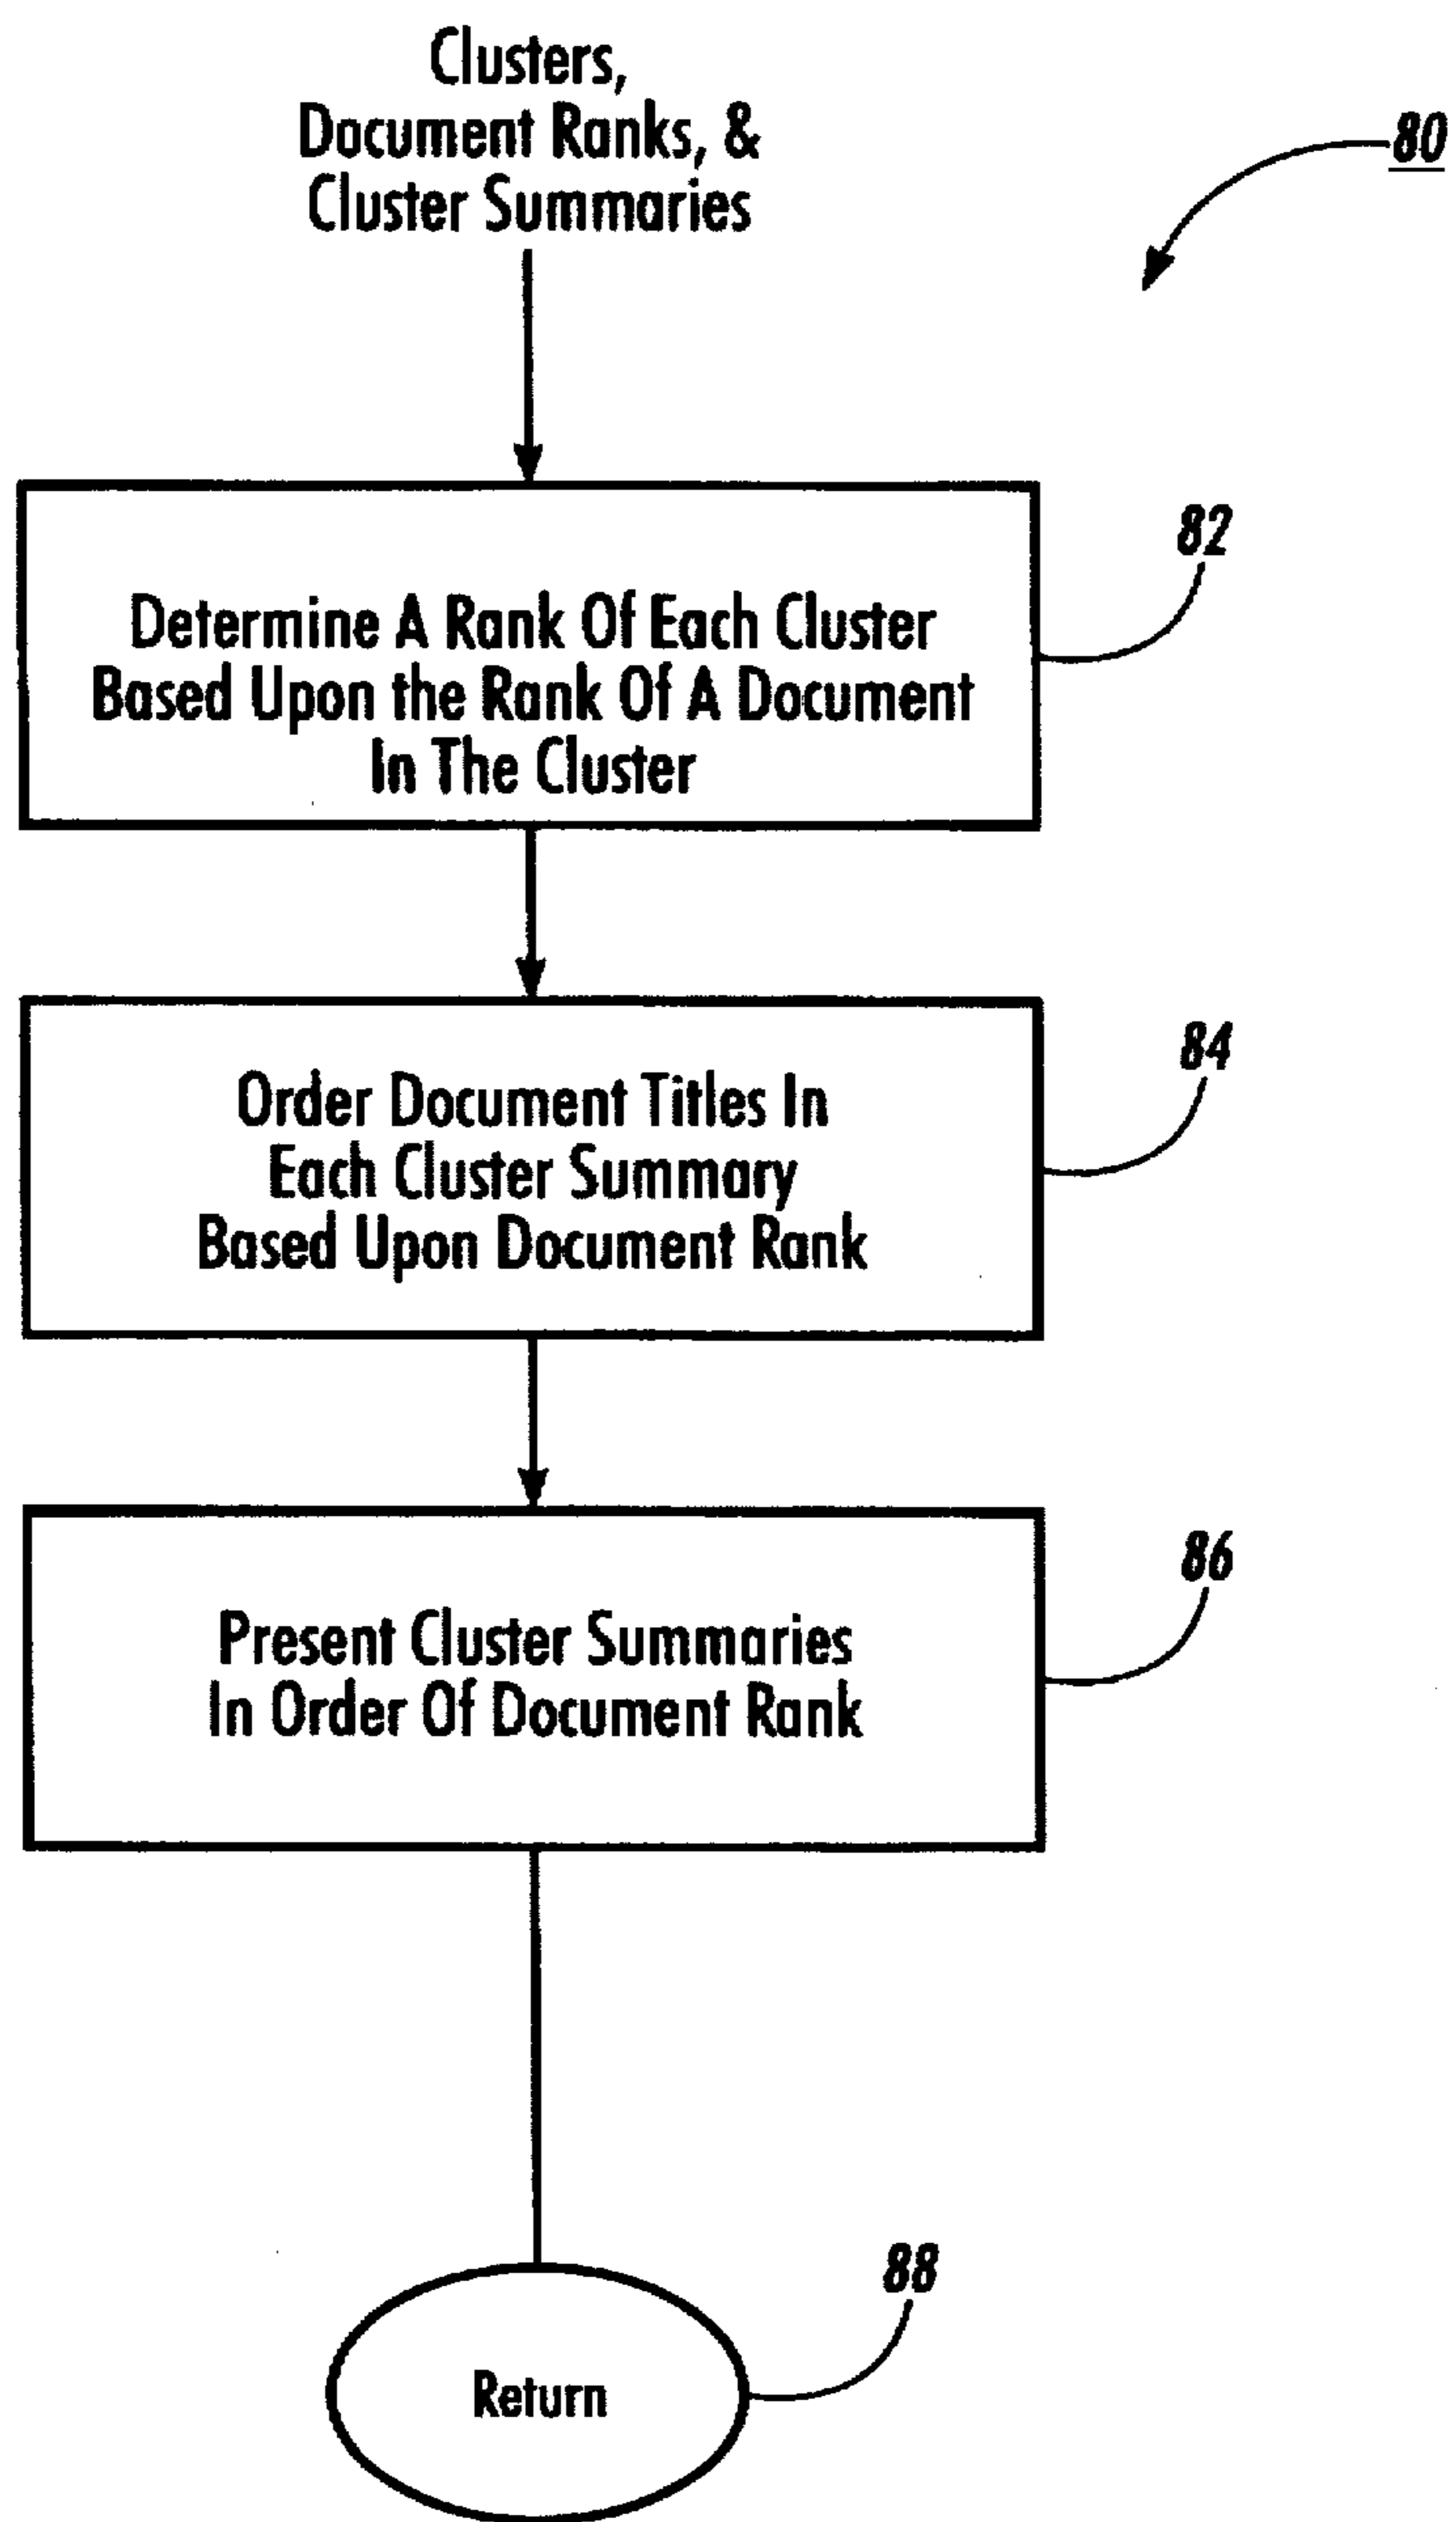 Clusters,
Document Ranks, &
Cluster Summaries
80
Determine A Rank Of Each Cluster
Based Upon the Rank Of A Document
In The Cluster
82
Order Document Titles In
Each Cluster Summary
Based Upon Document Rank
84
Present Cluster Summaries
In Order Of Document Rank
86
Return
88